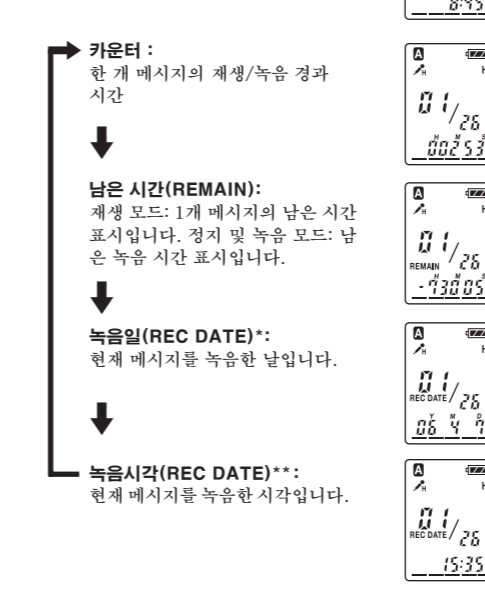 8:45
카운터 :
한 개 메시지의 재생/녹음 경과
시간
A
H
01/26
H M S
00253
남은 시간(REMAIN):
재생 모드: 1개 메시지의 남은 시간
표시입니다. 정지 및 녹음 모드: 남
은 녹음 시간 표시입니다.
A
H
01/26
REMAIN
H M S
-73005
녹음일(REC DATE)*:
현재 메시지를 녹음한 날입니다.
A
H
01/26
REC DATE
Y M D
06 4 7
녹음시각(REC DATE)**:
현재 메시지를 녹음한 시각입니다.
A
H
01/26
REC DATE
15:35